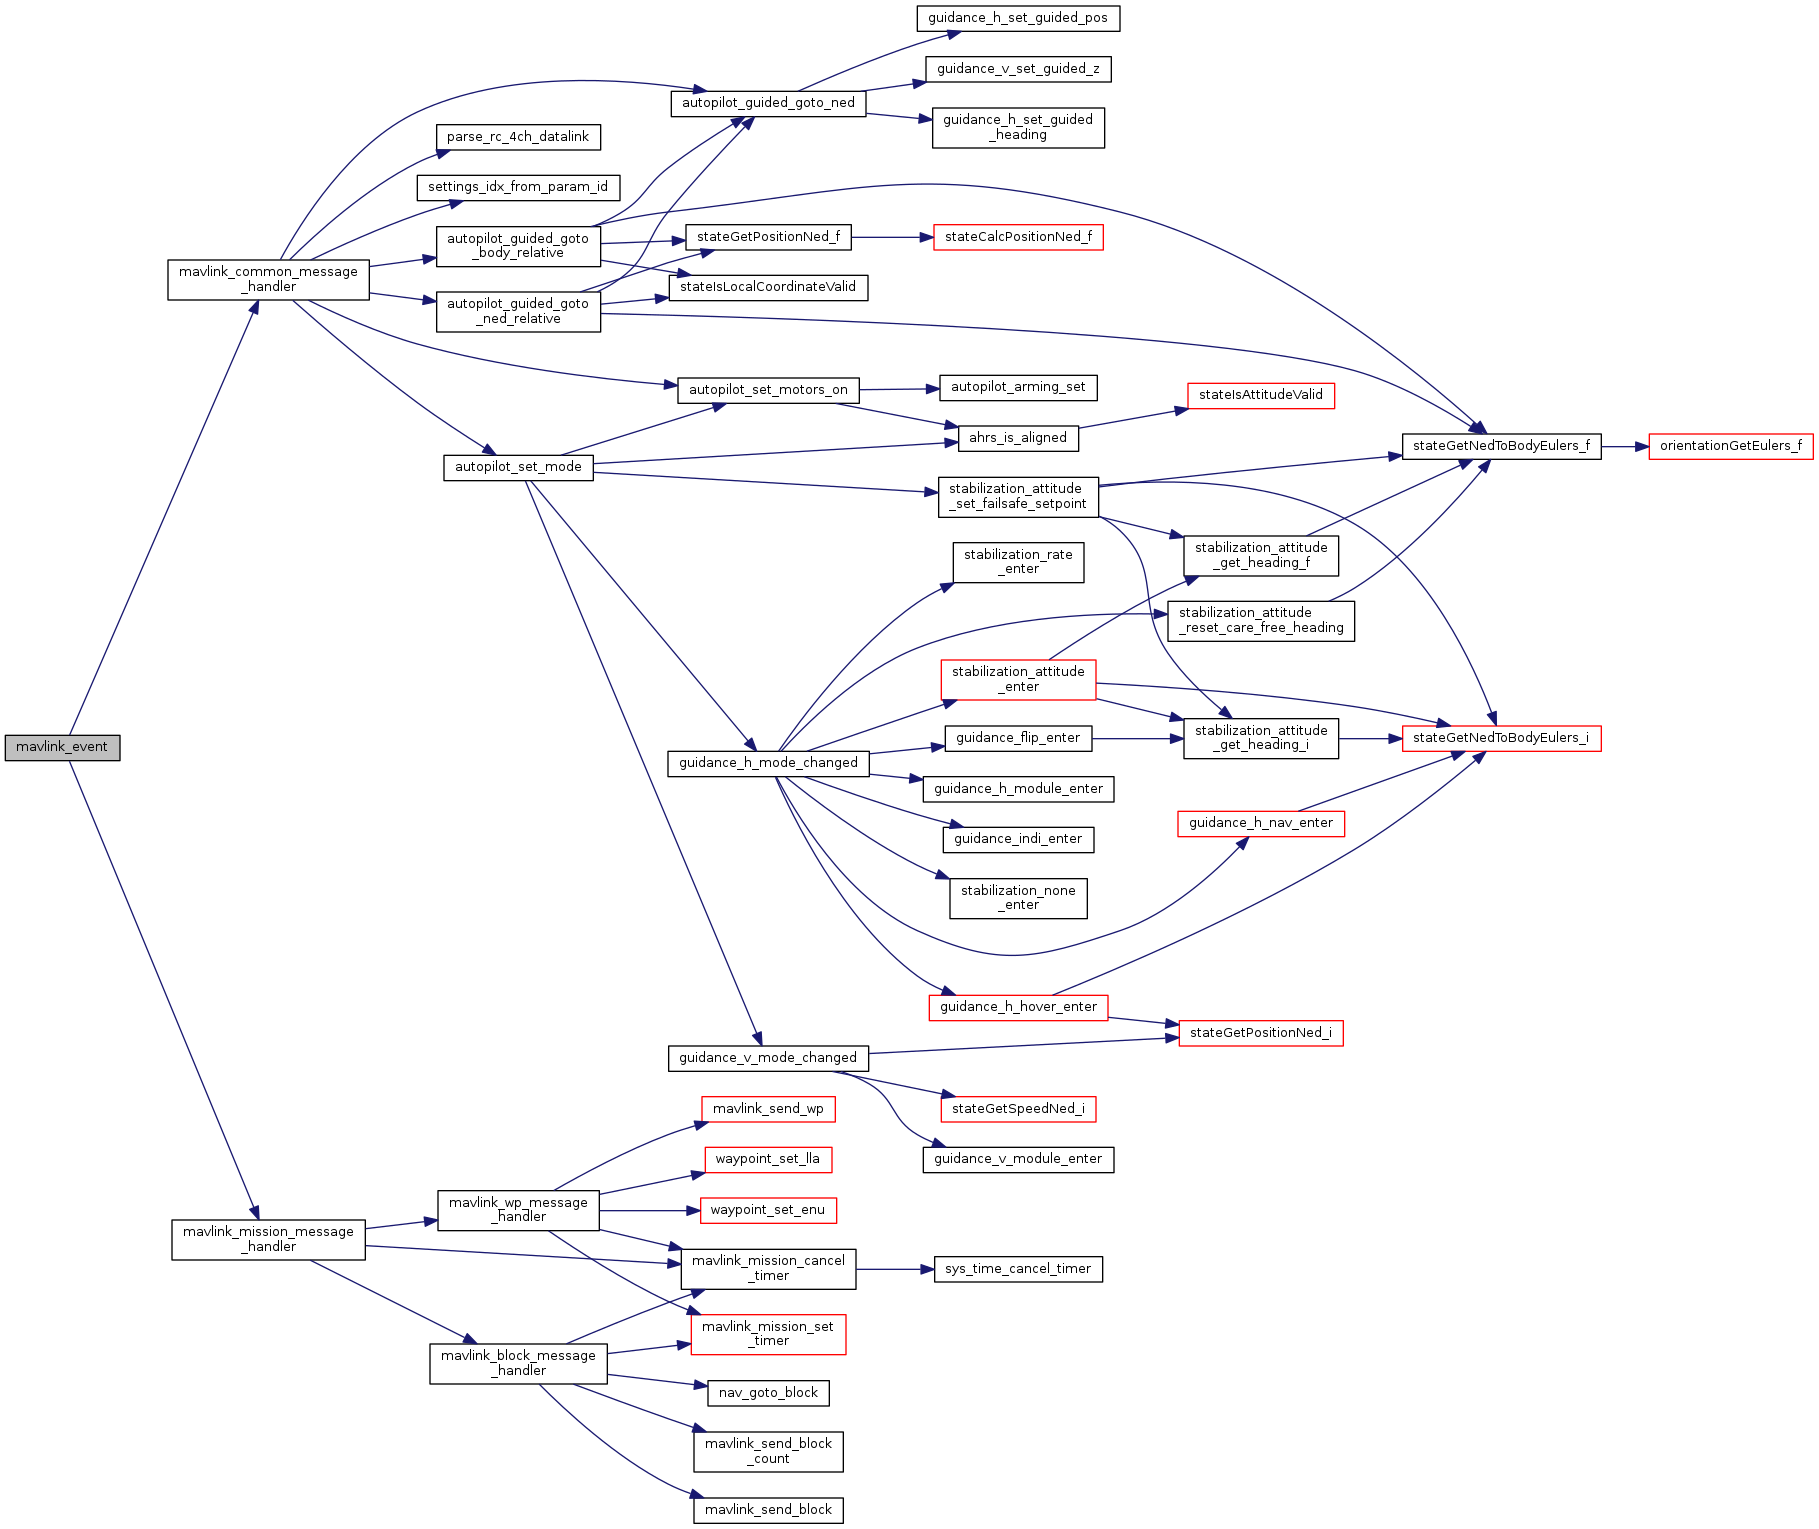 guidance_h_set_guided_pos
guidance_v_set_guided_z
autopilot_guided_goto_ned
guidance_h_set_guided
_heading
parse_rc_4ch_datalink
settings_idx_from_param_id
autopilot_guided_goto
_body_relative
stateGetPositionNed_f
stateCalcPositionNed_f
mavlink_common_message
_handler
stateIsLocalCoordinateValid
autopilot_guided_goto
_ned_relative
autopilot_set_motors_on
autopilot_arming_set
stateIsAttitudeValid
ahrs_is_aligned
stateGetNedToBodyEulers_f
orientationGetEulers_f
autopilot_set_mode
stabilization_attitude
_set_failsafe_setpoint
stabilization_rate
_enter
stabilization_attitude
_get_heading_f
stabilization_attitude
_reset_care_free_heading
stabilization_attitude
_enter
mavlink_event
guidance_h_mode_changed
guidance_flip_enter
stabilization_attitude
_get_heading_i
stateGetNedToBodyEulers_i
guidance_h_module_enter
guidance_indi_enter
guidance_h_nav_enter
stabilization_none
_enter
guidance_h_hover_enter
stateGetPositionNed_i
guidance_v_mode_changed
stateGetSpeedNed_i
guidance_v_module_enter
mavlink_send_wp
waypoint_set_lla
mavlink_wp_message
_handler
waypoint_set_enu
mavlink_mission_message
_handler
mavlink_mission_cancel
_timer
sys_time_cancel_timer
mavlink_mission_set
_timer
mavlink_block_message
_handler
nav_goto_block
mavlink_send_block
_count
mavlink_send_block